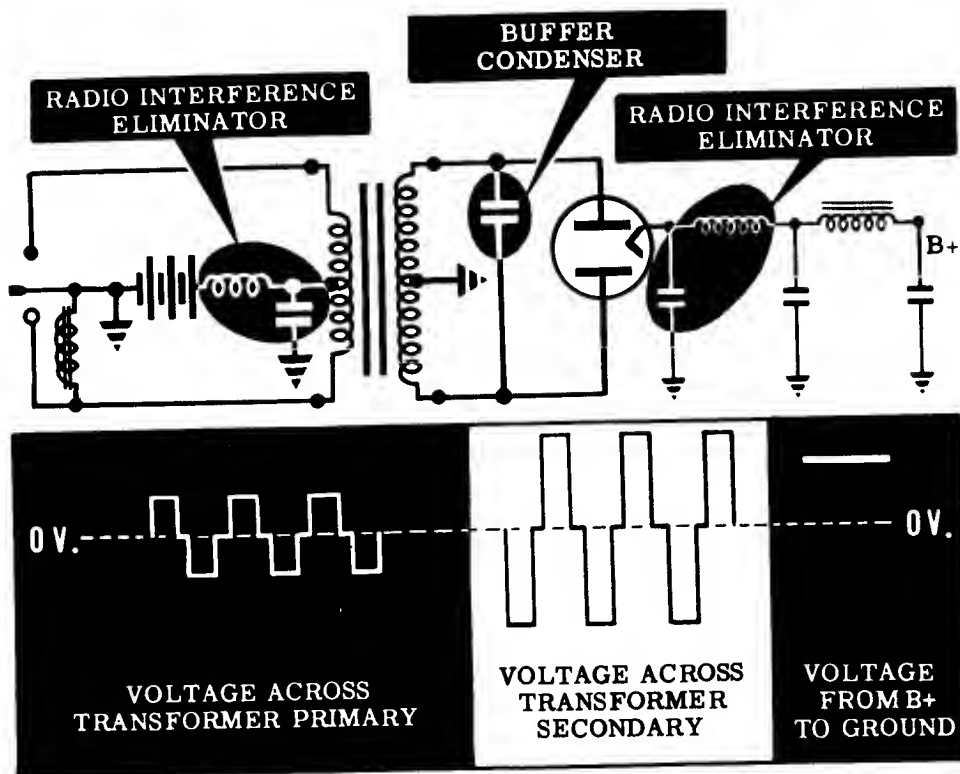 BUFFER
CONDENSER
RADIO INTERFERENCE
ELIMINATOR
RADIO INTERFERENCE
ELIMINATOR
B+
0 V.
0 V.
VOLTAGE ACROSS
TRANSFORMER PRIMARY
VOLTAGE ACROSS
TRANSFORMER
SECONDARY
VOLTAGE
FROM B+
TO GROUND